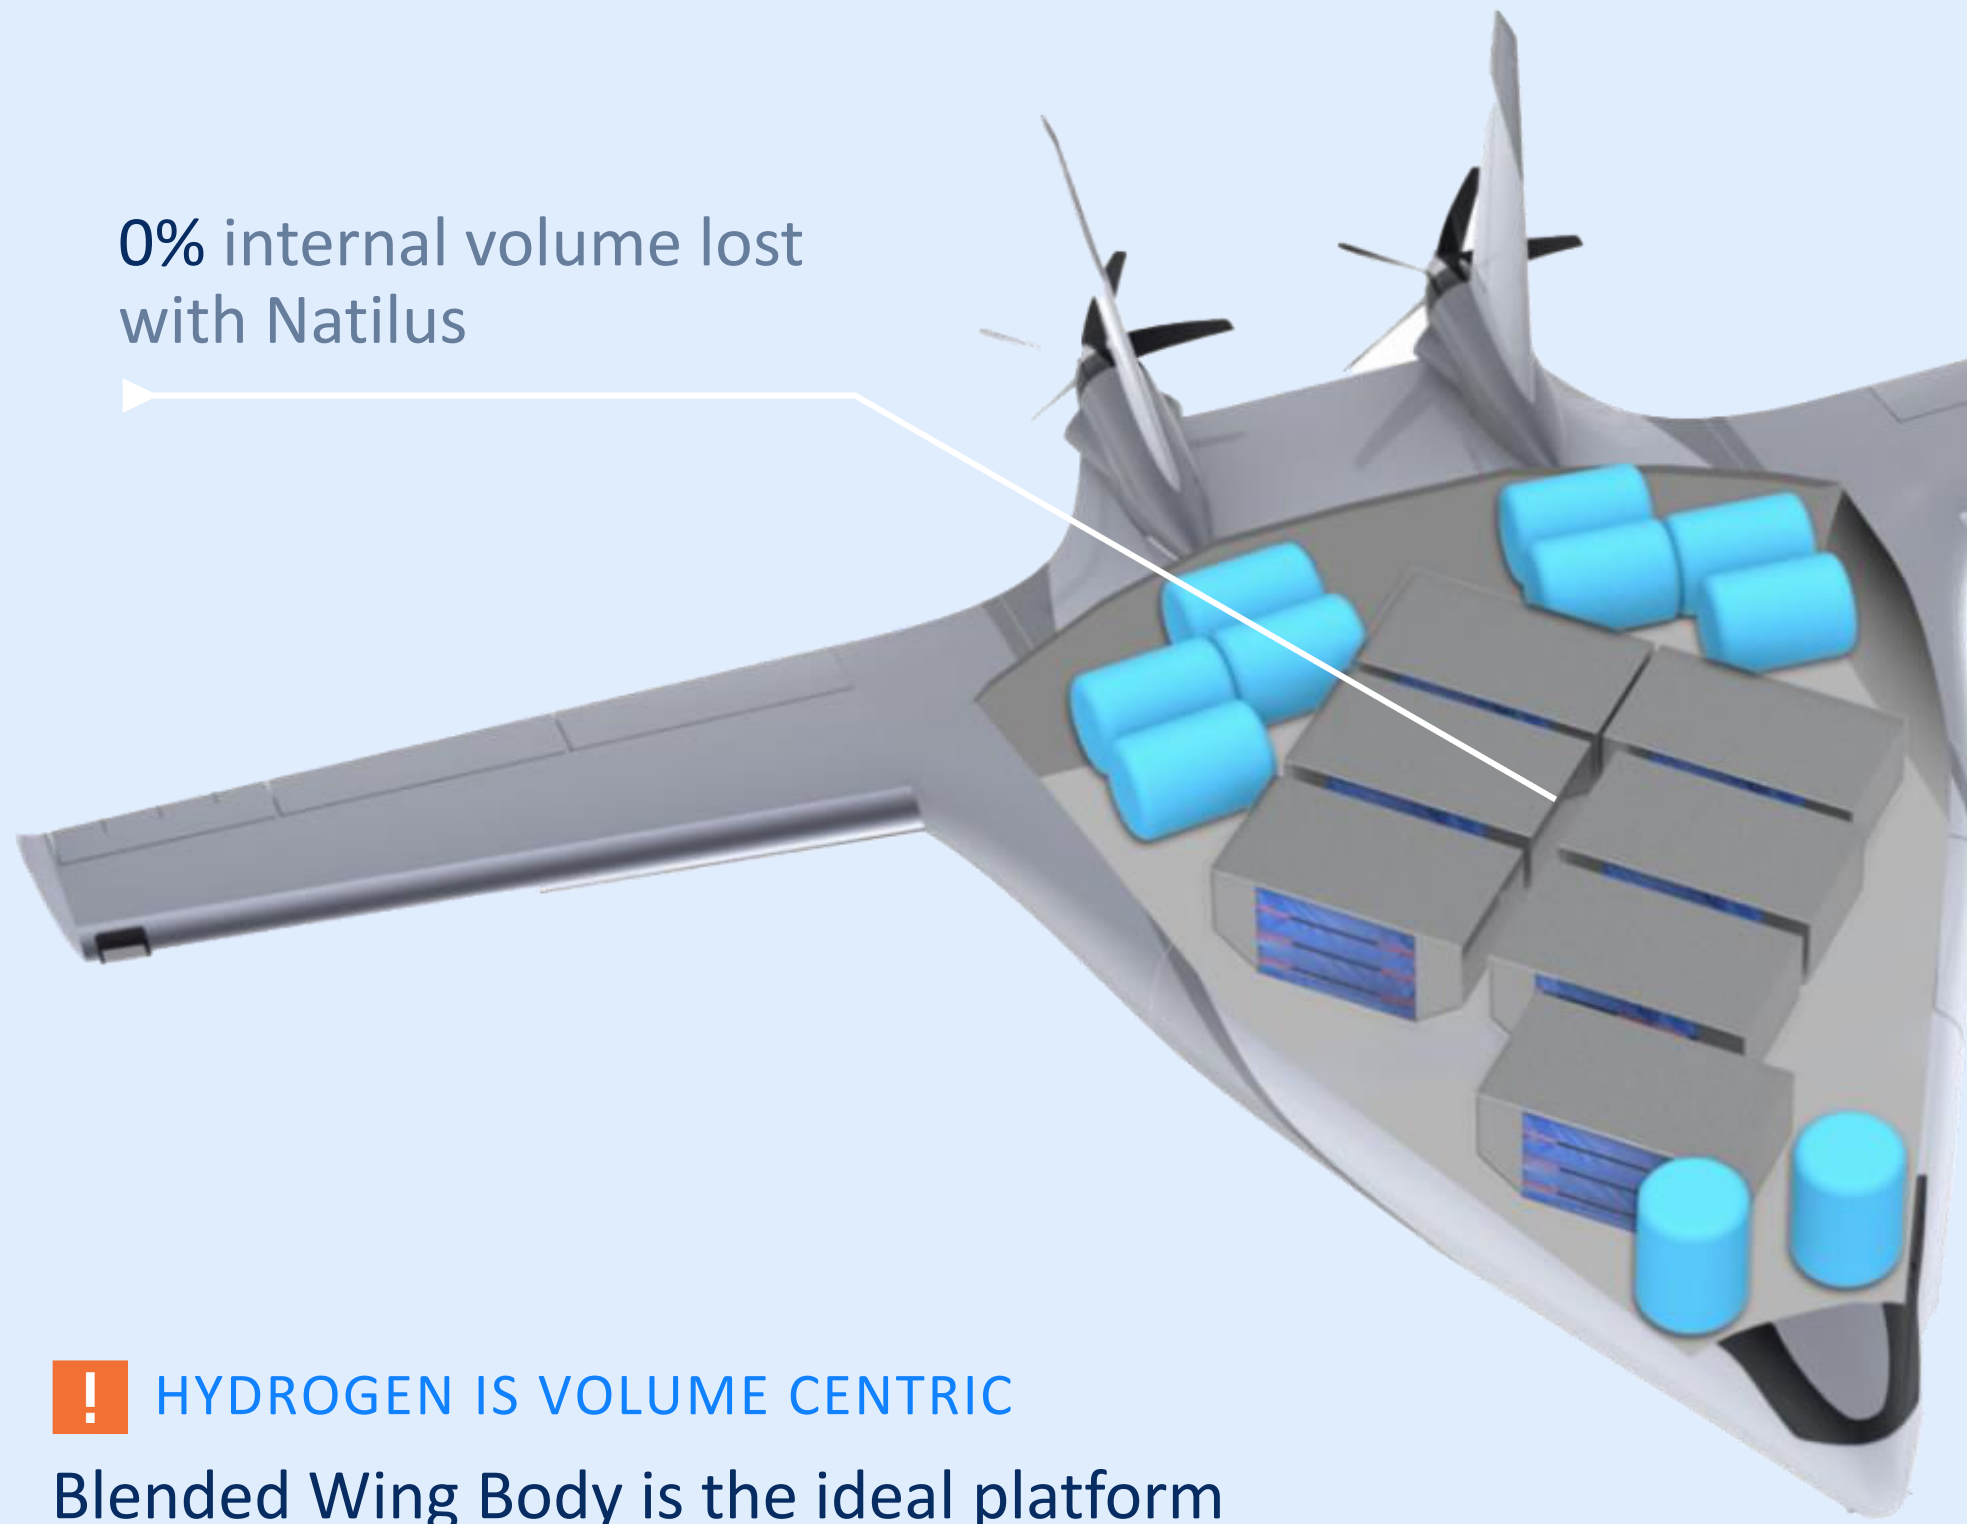 0% internal volume lost
with Natilus
! HYDROGEN IS VOLUME CENTRIC
Blended Wing Body is the ideal platform